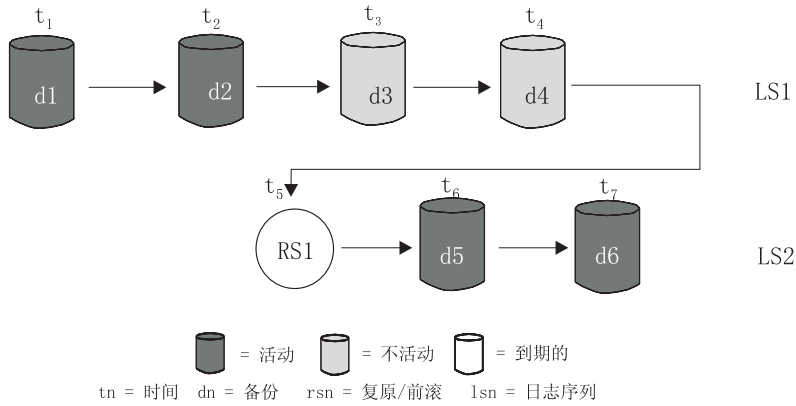 t1 t2 t3 t4
d1 d2 d3 d4 LS1
t5 t6 t7
RS1 d5 d6 LS2
= 活动 = 不活动 = 到期的
tn = 时间 dn = 备份 rsn = 复原/前滚 lsn = 日志序列